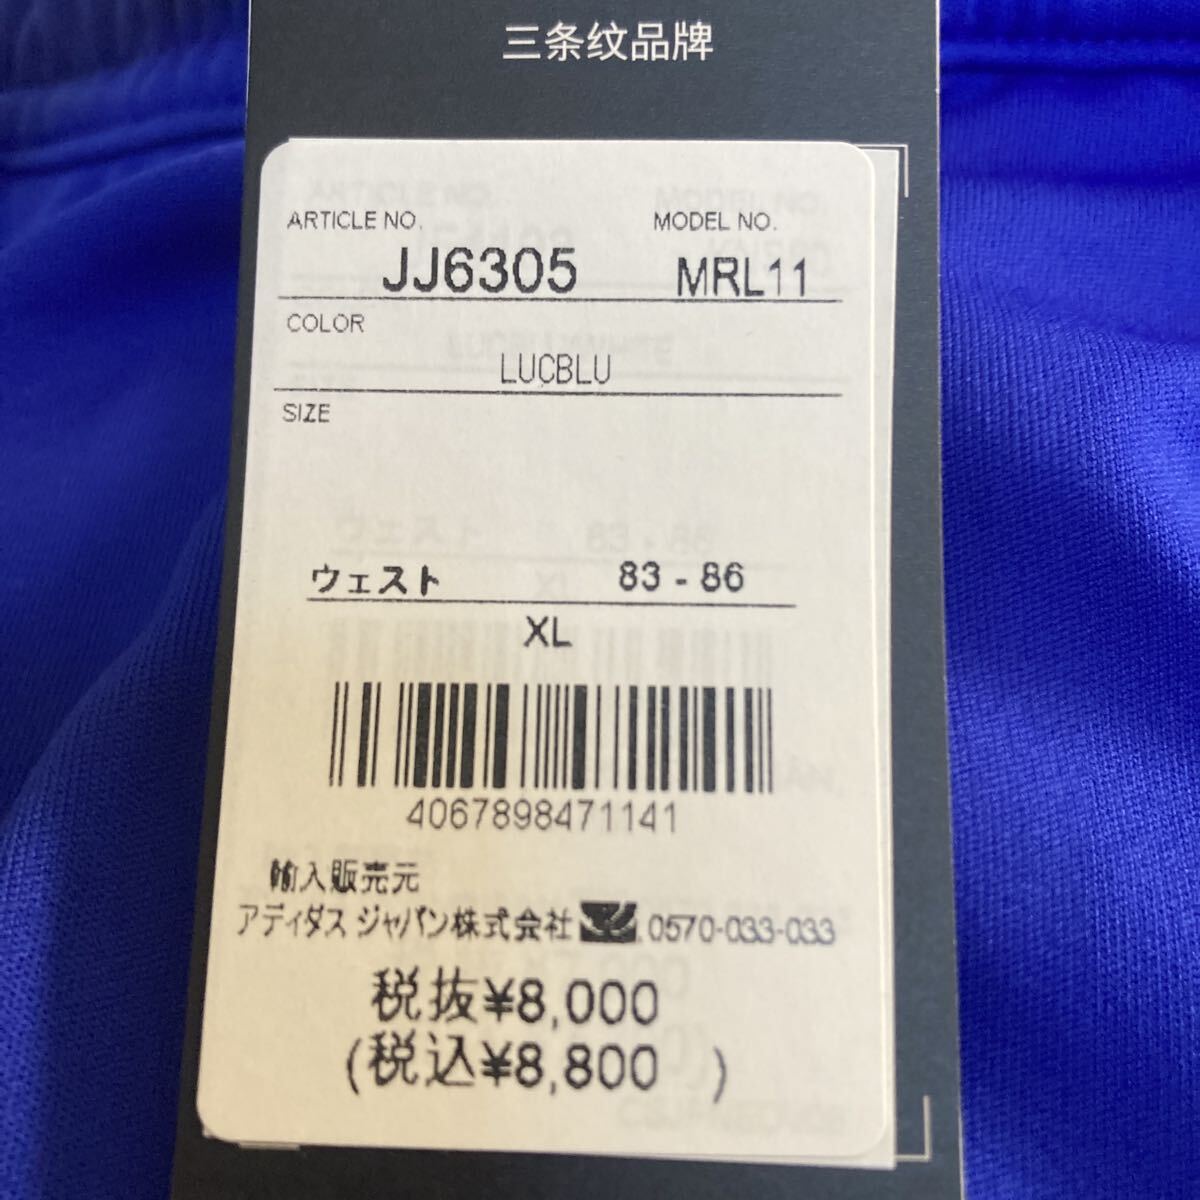 三条纹品牌
ARTICLE NO. MODEL NO.
JJ6305 MRL11
COLOR
LUCBLU
SIZE
ウェスト 83 - 86
XL
4067898471141
輸入販売元
アディダス ジャパン株式会社 0570-033-033
税抜¥8,000
(税込¥8,800 )